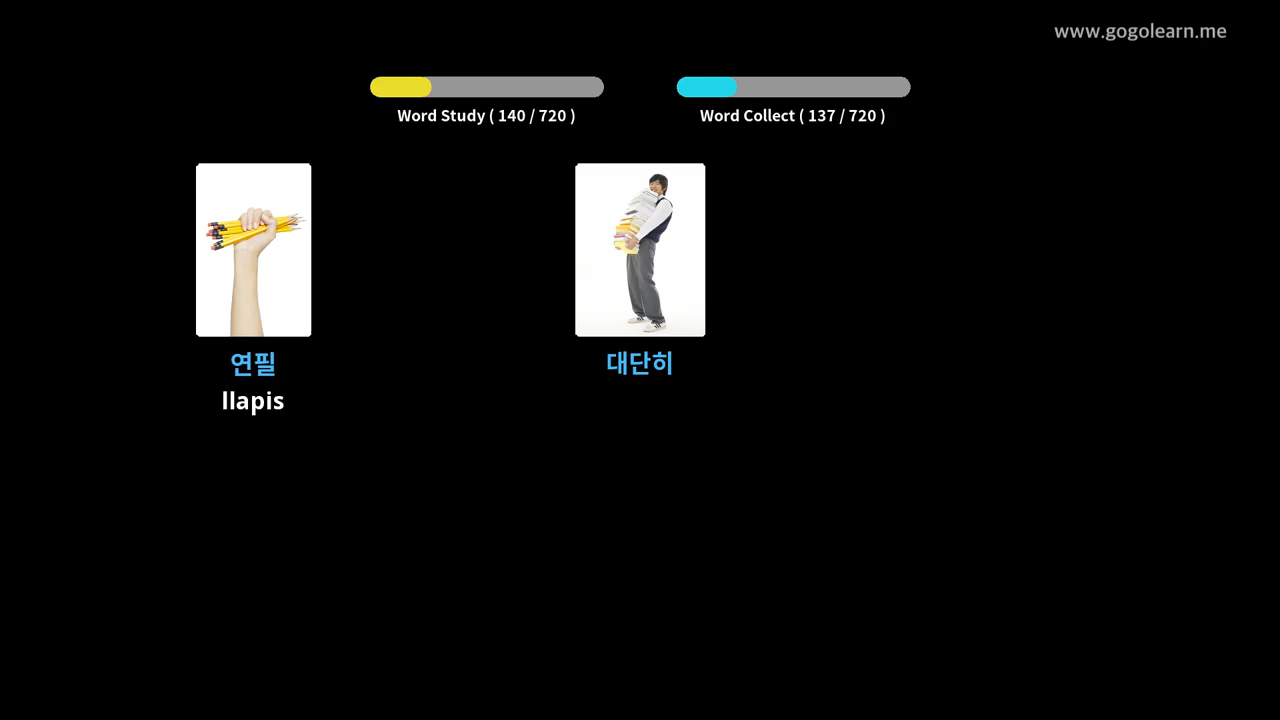 www.gogolearn.me
Word Study ( 140 / 720 )
Word Collect ( 137 / 720 )
연필
llapis
대단히